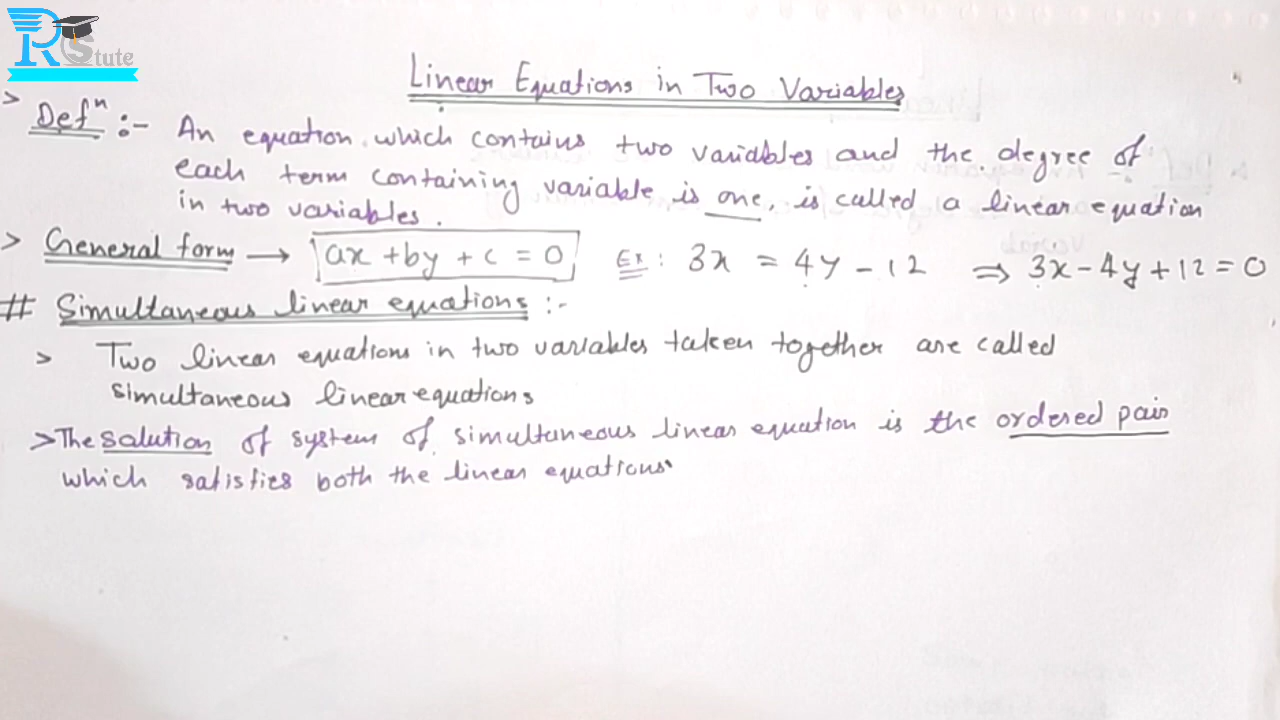 RStute
Linear Equations in Two Variables
> Defⁿ :- An equation which contains two variables and the degree of
each term containing variable is one, is called a linear equation
in two variables.
> General form → ax + by + c = 0 Ex : 3x = 4y - 12 ⇒ 3x - 4y + 12 = 0
# Simultaneous linear equations :-
> Two linear equations in two variables taken together are called
simultaneous linear equations
> The solution of system of simultaneous linear equation is the ordered pair
which satisfies both the linear equations